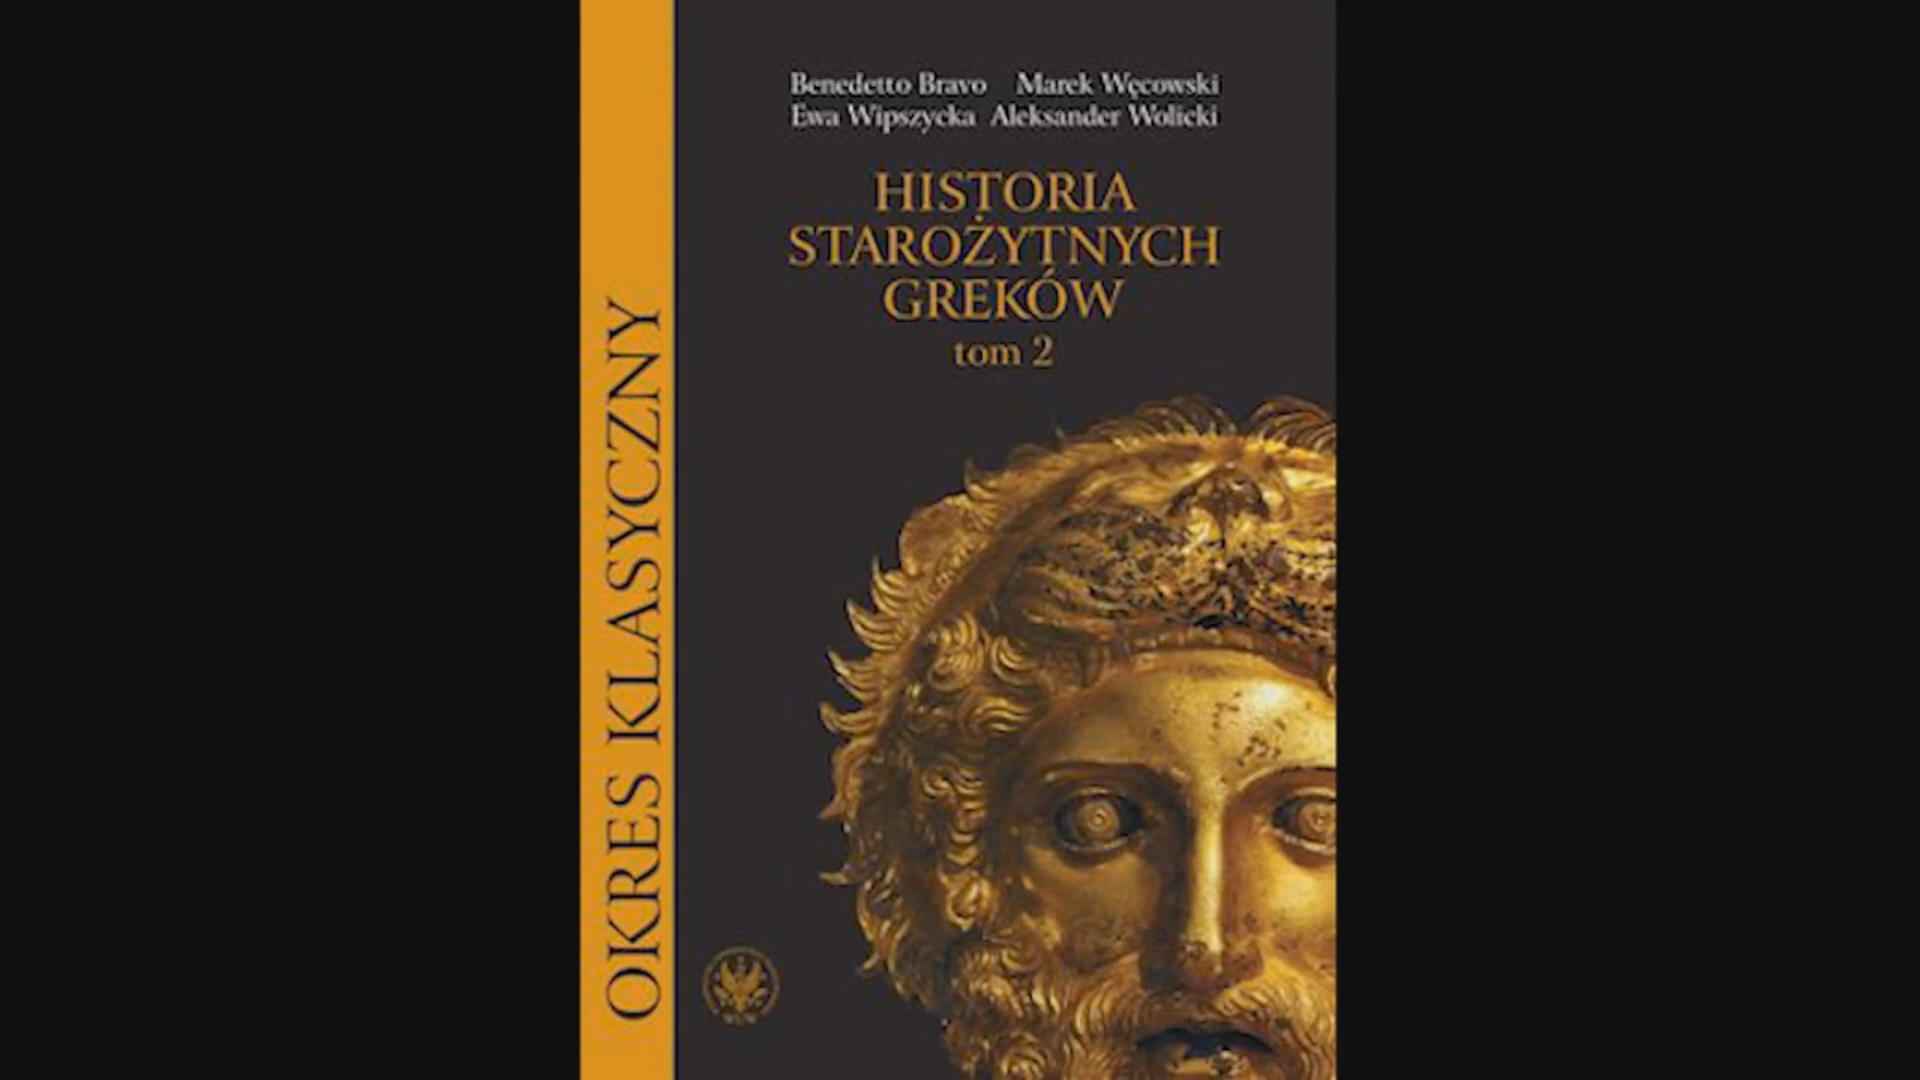 Benedetto Bravo Marek Węcowski
Ewa Wipszycka Aleksander Wolicki
HISTORIA
STAROŻYTNYCH
GREKÓW
tom 2
OKRES KLASYCZNY